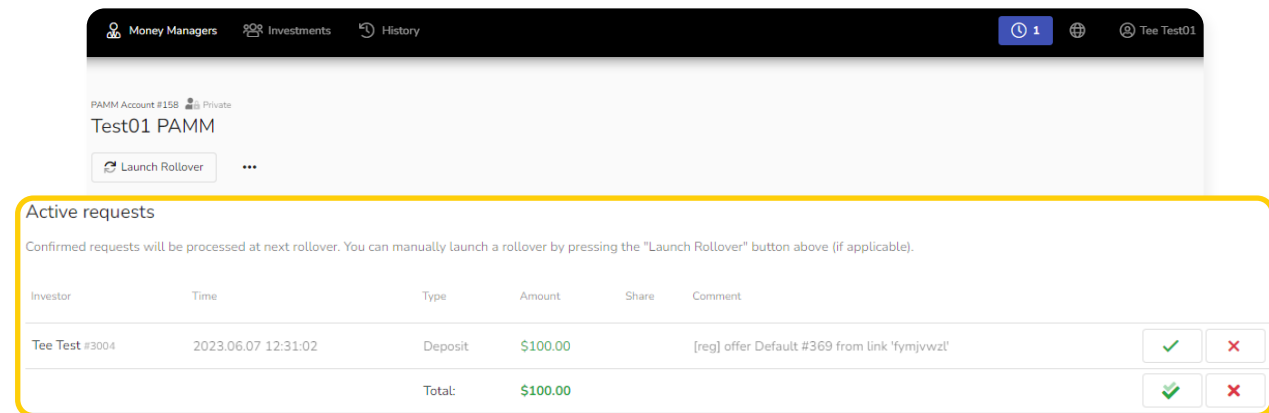 Money Managers Investments History 1 Tee Test01
PAMM Account #158 Private
Test01 PAMM
Launch Rollover
Active requests
Confirmed requests will be processed at next rollover. You can manually launch a rollover by pressing the "Launch Rollover" button above (if applicable).
Investor Time Type Amount Share Comment
Tee Test #3004 2023.06.07 12:31:02 Deposit $100.00 [reg] offer Default #369 from link 'fymjvwzl'
Total: $100.00